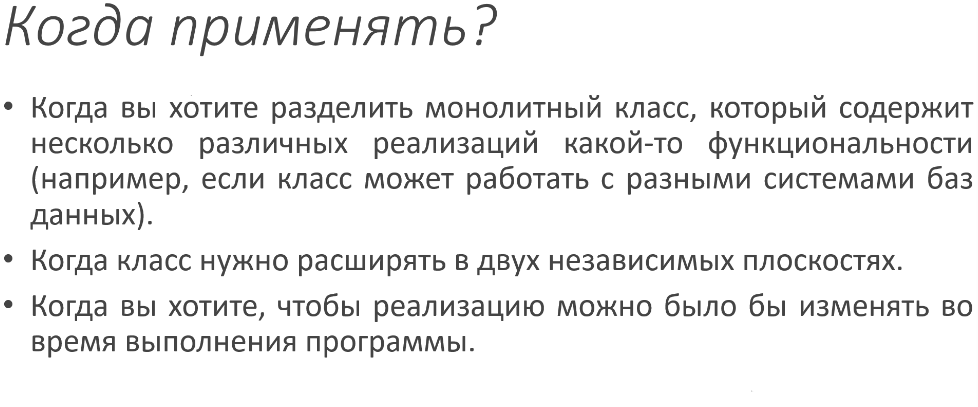 Когда применять?
• Когда вы хотите разделить монолитный класс, который содержит
несколько различных реализаций какой-то функциональности
(например, если класс может работать с разными системами баз
данных).
• Когда класс нужно расширять в двух независимых плоскостях.
• Когда вы хотите, чтобы реализацию можно было бы изменять во
время выполнения программы.